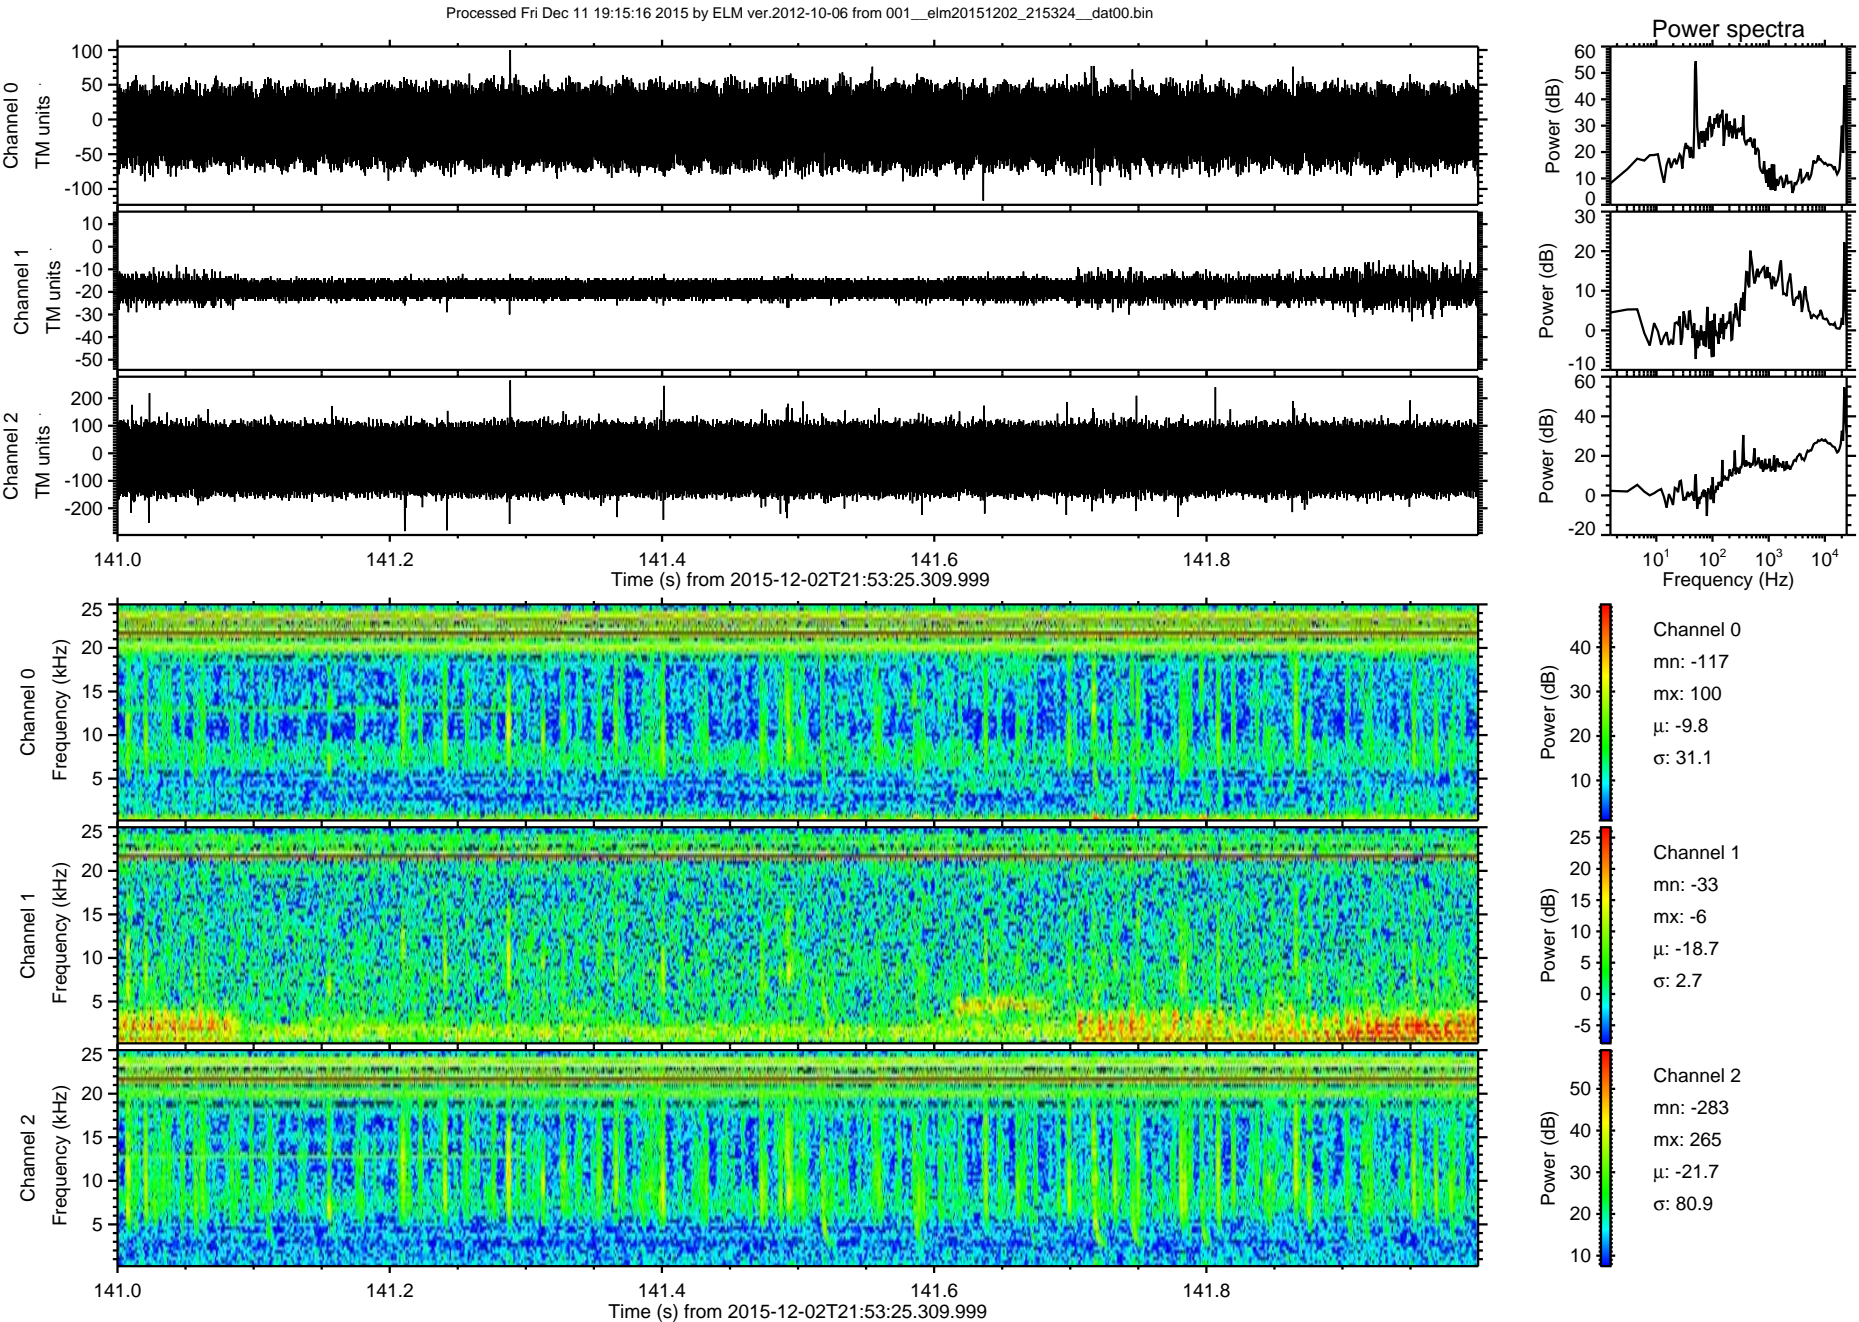 Processed Fri Dec 11 19:15:16 2015 by ELM ver.2012-10-06 from 001__elm20151202_215324__dat00.bin
Power spectra
Channel 0
TM units
100
50
0
-50
-100
Power (dB)
60
50
40
30
20
10
0
Channel 1
TM units
10
0
-10
-20
-30
-40
-50
Power (dB)
30
20
10
0
-10
Channel 2
TM units
200
100
0
-100
-200
Power (dB)
60
40
20
0
-20
141.0 141.2 141.4 141.6 141.8
Time (s) from 2015-12-02T21:53:25.309.999
10¹ 10² 10³ 10⁴
Frequency (Hz)
Channel 0
Frequency (kHz)
25
20
15
10
5
Power (dB)
40
30
20
10
Channel 0
mn: -117
mx: 100
µ: -9.8
σ: 31.1
Channel 1
Frequency (kHz)
25
20
15
10
5
Power (dB)
25
20
15
10
5
0
-5
Channel 1
mn: -33
mx: -6
µ: -18.7
σ: 2.7
Channel 2
Frequency (kHz)
25
20
15
10
5
Power (dB)
50
40
30
20
10
Channel 2
mn: -283
mx: 265
µ: -21.7
σ: 80.9
141.0 141.2 141.4 141.6 141.8
Time (s) from 2015-12-02T21:53:25.309.999